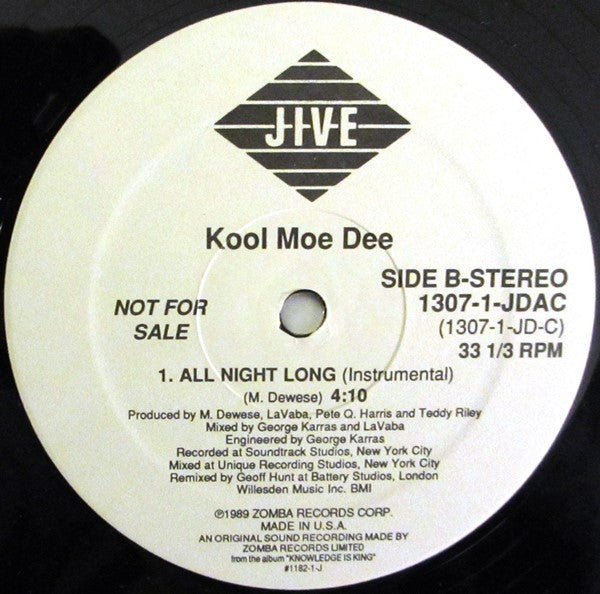 JIVE
Kool Moe Dee
SIDE B-STEREO
1307-1-JDAC
(1307-1-JD-C)
33 1/3 RPM
NOT FOR
SALE
1. ALL NIGHT LONG (Instrumental)
(M. Dewese) 4:10
Produced by M. Dewese, LaVaba, Pete Q. Harris and Teddy Riley
Mixed by George Karras and LaVaba
Engineered by George Karras
Recorded at Soundtrack Studios, New York City
Mixed at Unique Recording Studios, New York City
Remixed by Geoff Hunt at Battery Studios, London
Willesden Music Inc. BMI
℗1989 ZOMBA RECORDS CORP.
MADE IN U.S.A.
AN ORIGINAL SOUND RECORDING MADE BY
ZOMBA RECORDS LIMITED
from the album "KNOWLEDGE IS KING"
#1182-1-J